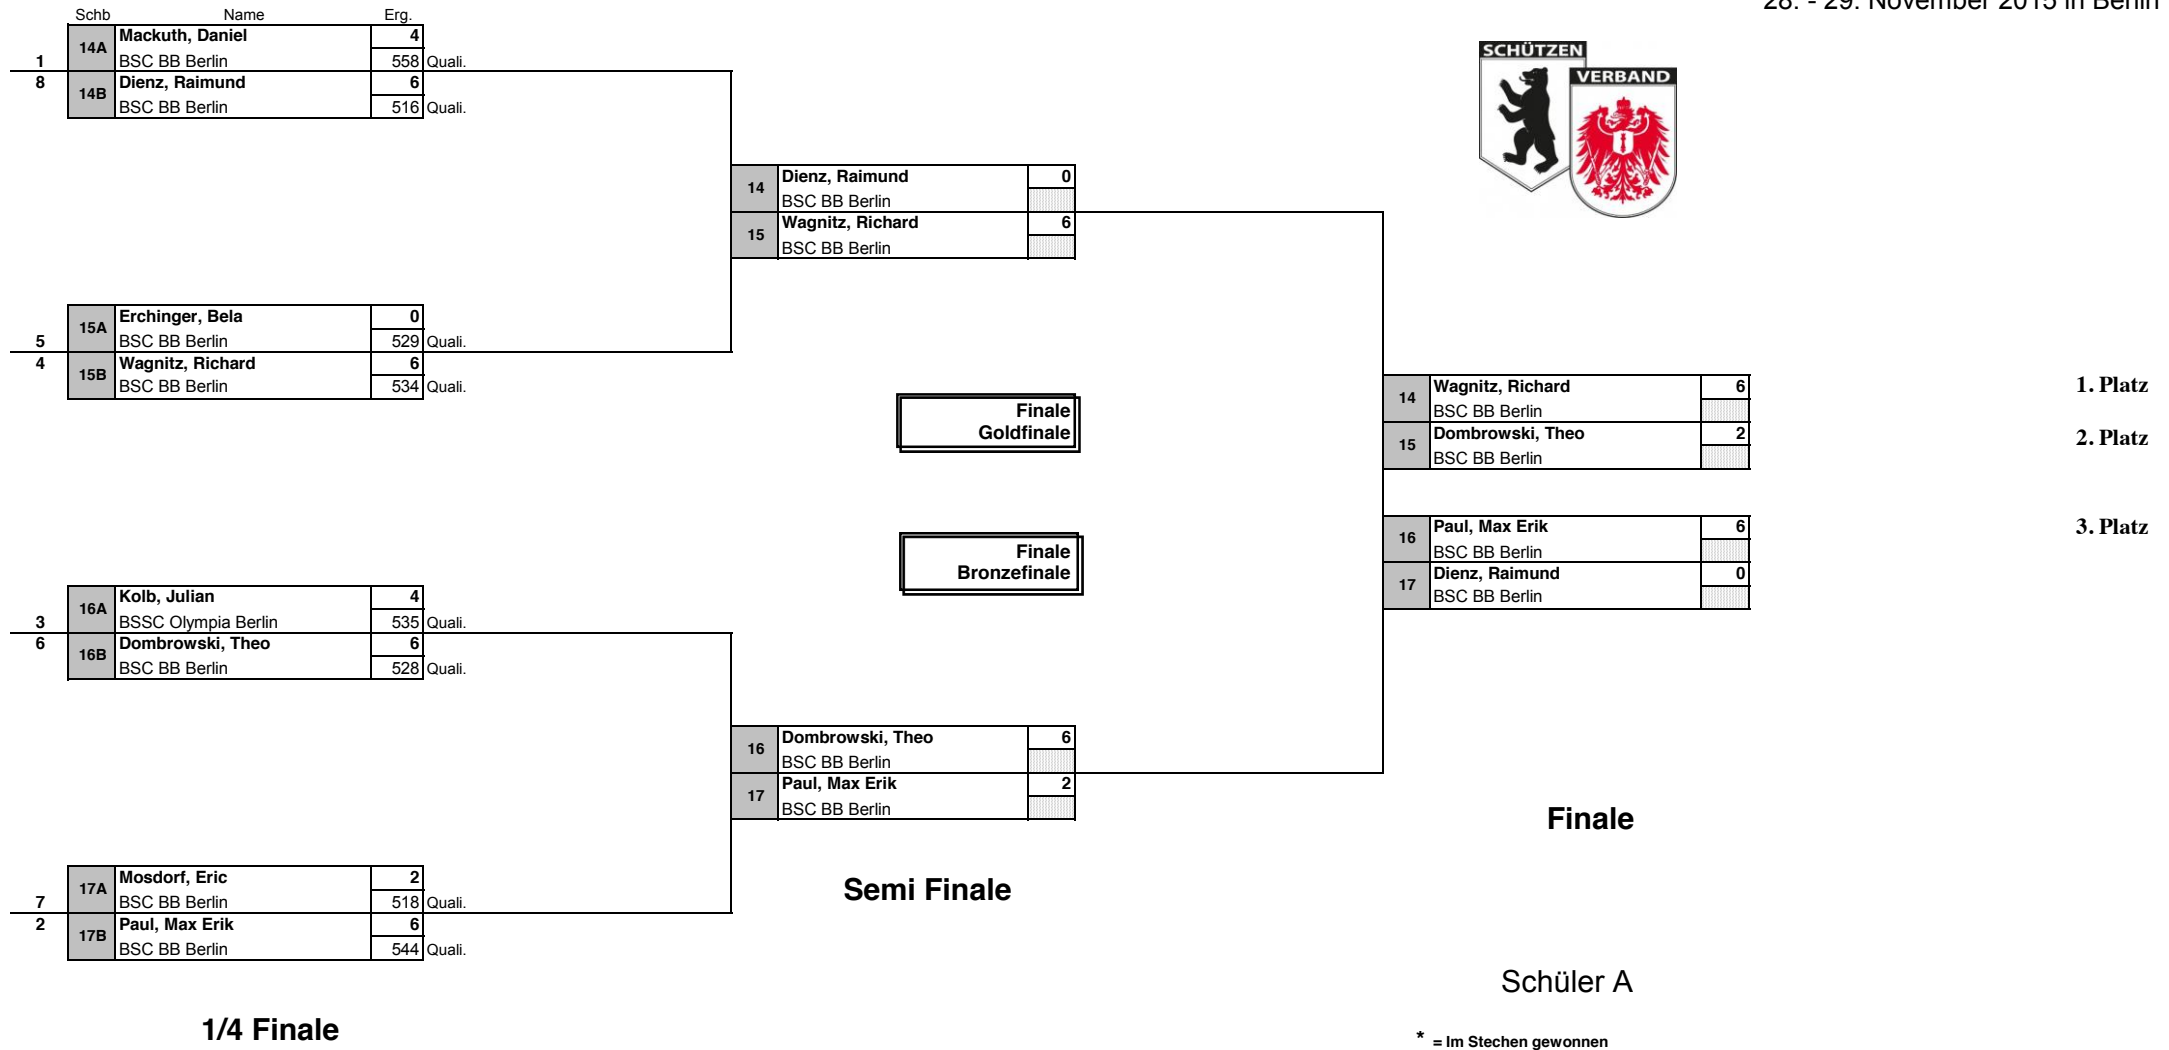 28. - 29. November 2015 in Berlin
Schb Name Erg.
14A Mackuth, Daniel 4
1 BSC BB Berlin 558 Quali.
8 14B Dienz, Raimund 6
BSC BB Berlin 516 Quali.
SCHÜTZEN
VERBAND
14 Dienz, Raimund 0
BSC BB Berlin
15 Wagnitz, Richard 6
BSC BB Berlin
15A Erchinger, Bela 0
5 BSC BB Berlin 529 Quali.
4 15B Wagnitz, Richard 6
BSC BB Berlin 534 Quali.
Finale
Goldfinale
14 Wagnitz, Richard 6 1. Platz
BSC BB Berlin
15 Dombrowski, Theo 2 2. Platz
BSC BB Berlin
Finale
Bronzefinale
16 Paul, Max Erik 6 3. Platz
BSC BB Berlin
17 Dienz, Raimund 0
BSC BB Berlin
16A Kolb, Julian 4
3 BSSC Olympia Berlin 535 Quali.
6 16B Dombrowski, Theo 6
BSC BB Berlin 528 Quali.
16 Dombrowski, Theo 6
BSC BB Berlin
17 Paul, Max Erik 2
BSC BB Berlin
Finale
17A Mosdorf, Eric 2
7 BSC BB Berlin 518 Quali.
2 17B Paul, Max Erik 6
BSC BB Berlin 544 Quali.
Semi Finale
Schüler A
1/4 Finale
* = Im Stechen gewonnen